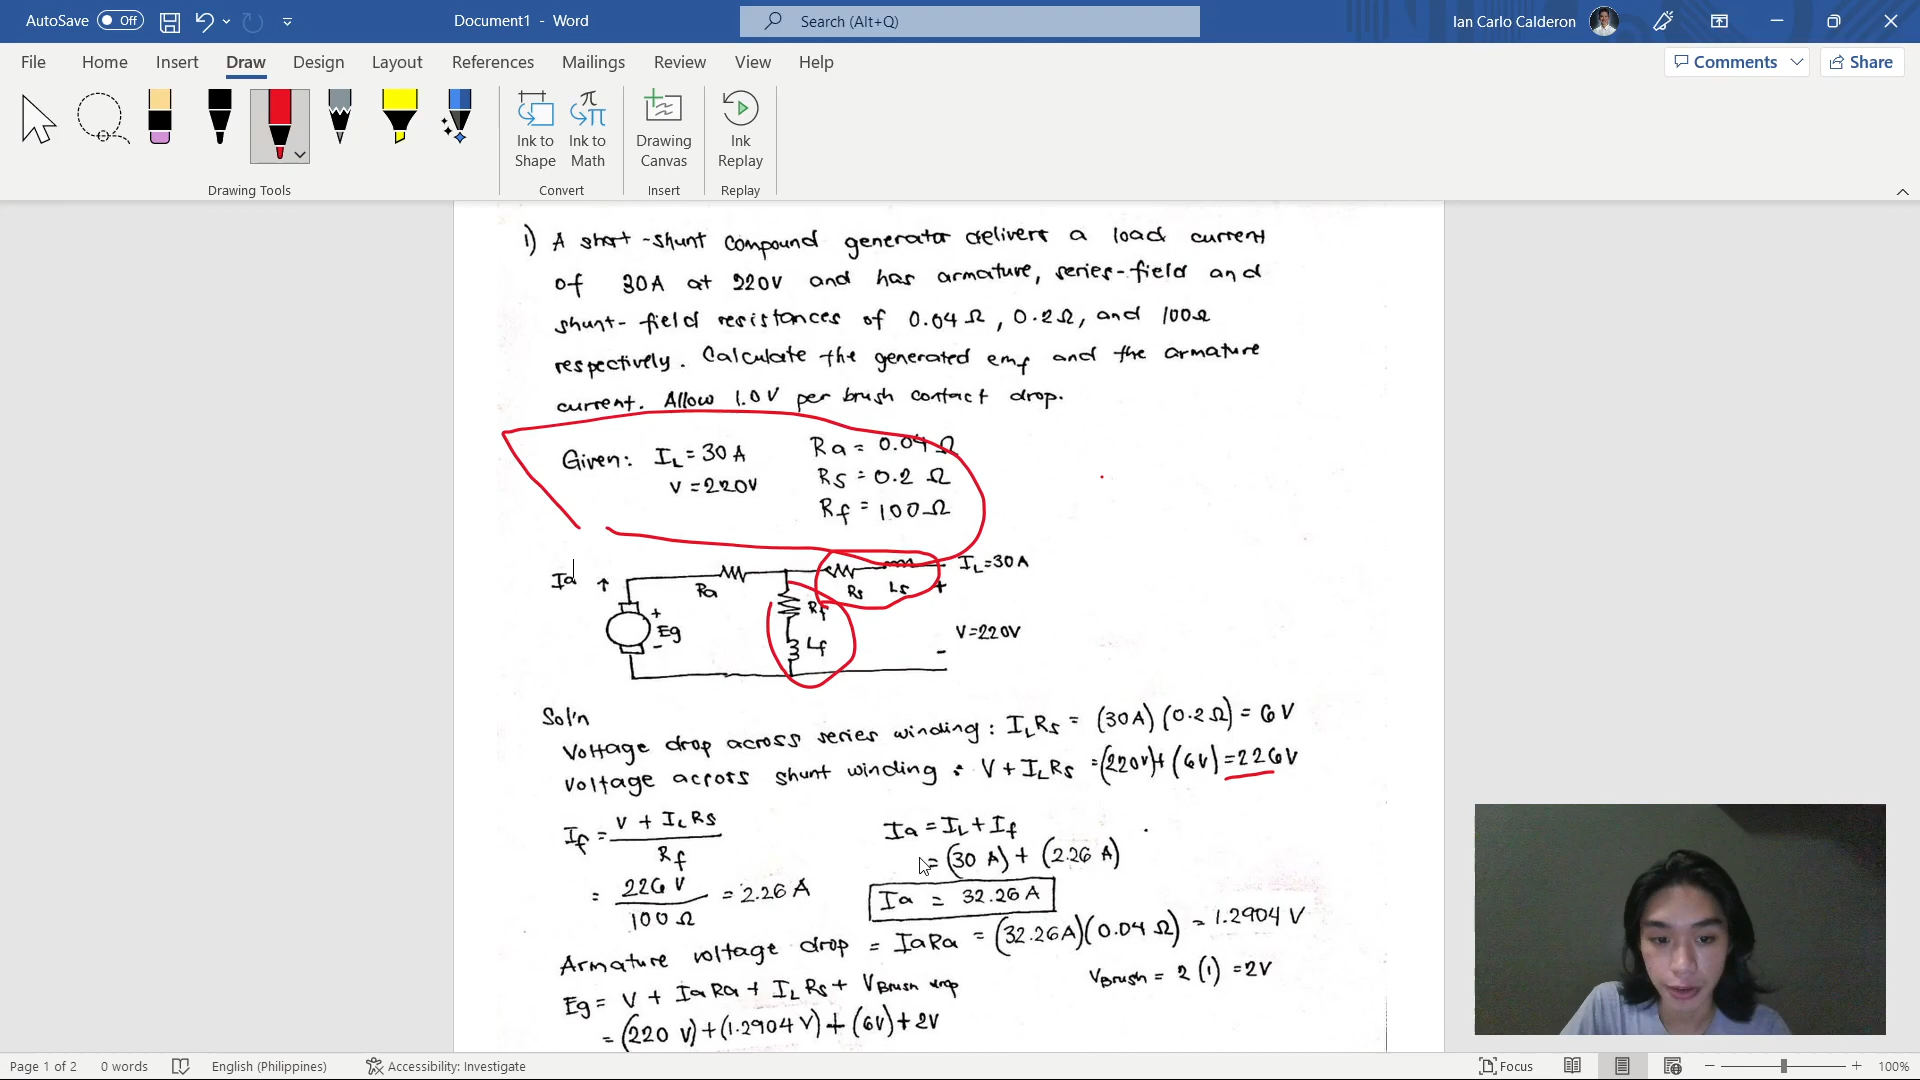 AutoSave Off Document1 - Word Search (Alt+Q) Ian Carlo Calderon
File Home Insert Draw Design Layout References Mailings Review View Help Comments Share
Ink to Shape
Ink to Math
Drawing Canvas
Ink Replay
Drawing Tools Convert Insert Replay
1) A short-shunt compound generator delivers a load current
of 30A at 220V and has armature, series-field and
shunt-field resistances of 0.04 Ω, 0.2Ω, and 100Ω
respectively. Calculate the generated emf and the armature
current. Allow 1.0V per brush contact drop.
Given: IL = 30 A Ra = 0.04 Ω
V = 220V Rs = 0.2 Ω
Rf = 100 Ω
Ia ↑ Ra Rs Ls IL=30A
+
Rf
+ Eg -
Lf V=220V
-
Sol'n
Voltage drop across series winding: ILRs = (30A)(0.2Ω) = 6V
Voltage across shunt winding: V + ILRs = (220V)+(6V) = 226V
If = V + ILRs / Rf
= 226 V / 100 Ω = 2.26 A
Ia = IL + If
= (30 A) + (2.26 A)
Ia = 32.26 A
Armature voltage drop = IaRa = (32.26A)(0.04 Ω) = 1.2904 V
Eg = V + IaRa + ILRs + VBrush drop
VBrush = 2 (1) = 2V
= (220 V)+(1.2904 V)+(6V)+2V
Page 1 of 2 0 words English (Philippines) Accessibility: Investigate Focus 100%